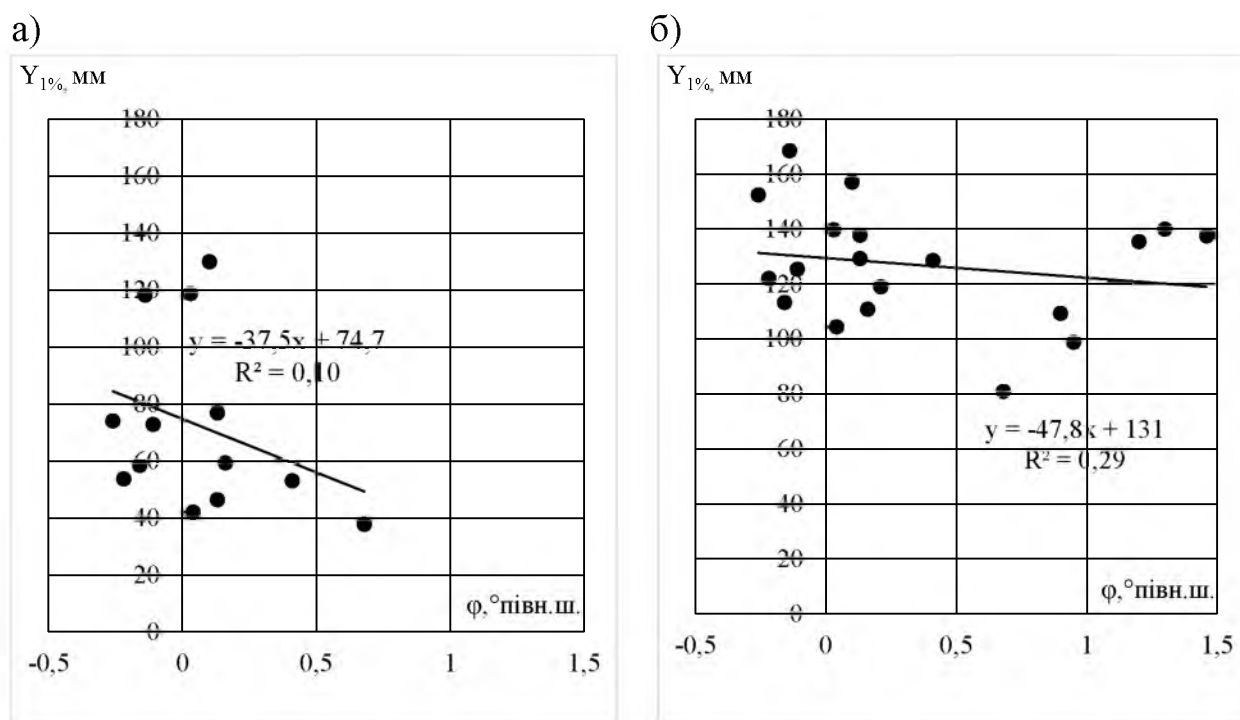 а)
Y1%, мм
180
160
140
120
100
80
60
40
20
0
y = -37,5x + 74,7
R² = 0,10
φ,°півн.ш.
-0,5 0 0,5 1 1,5
б)
Y1%, мм
180
160
140
120
100
80
60
40
20
0
y = -47,8x + 131
R² = 0,29
φ,°півн.ш.
-0,5 0 0,5 1 1,5